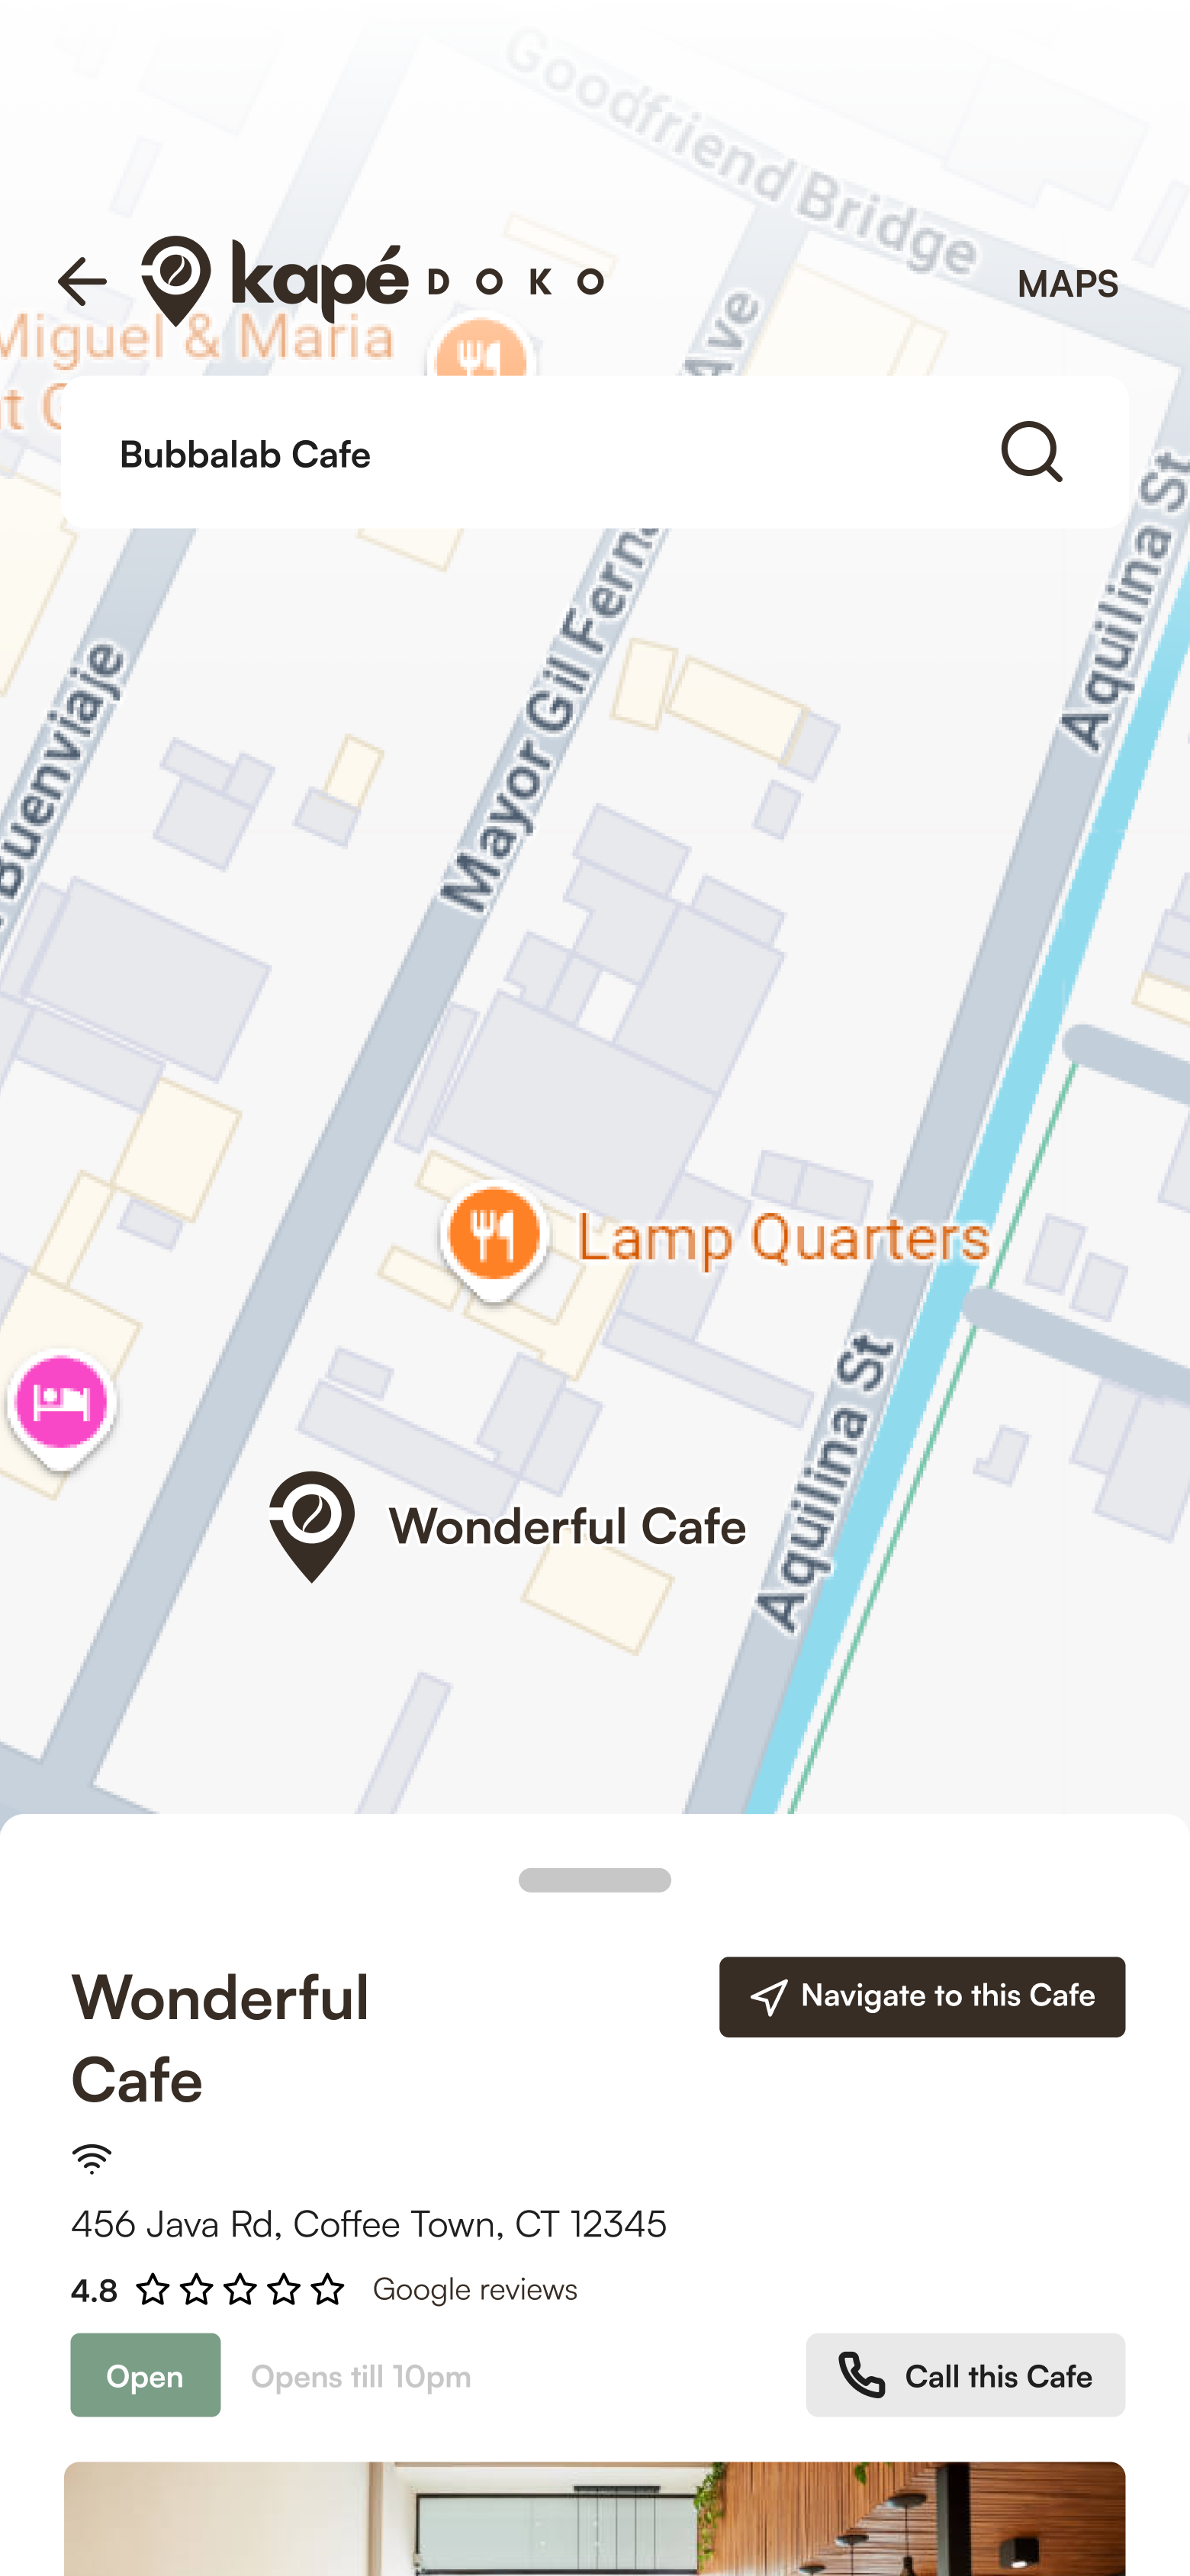 Goodfriend Bridge
kapé DOKO
MAPS
Miguel & Maria
Ave
Bubbalab Cafe
Aquilina St
Mayor Gil
Buenviaje
Lamp Quarters
Aquilina St
Wonderful Cafe
Wonderful
Cafe
Navigate to this Cafe
456 Java Rd, Coffee Town, CT 12345
4.8
Google reviews
Open
Opens till 10pm
Call this Cafe